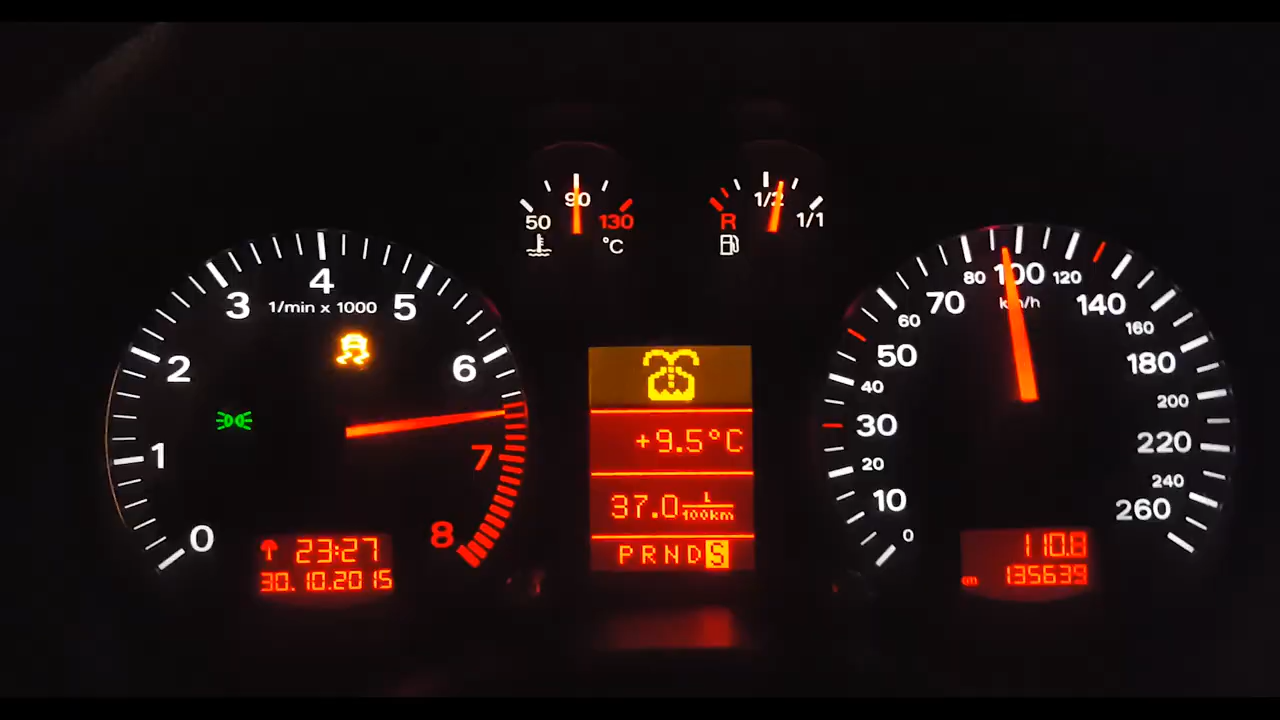 50 90 130
°C
R 1/2 1/1
0 1 2 3 4 5 6 7 8
1/min x 1000
23:27
30.10.2015
+9.5°C
37.0 L/100km
P R N D S
0 10 20 30 40 50 60 70 80 100 120 140 160 180 200 220 240 260
km/h
110.8
km 135639